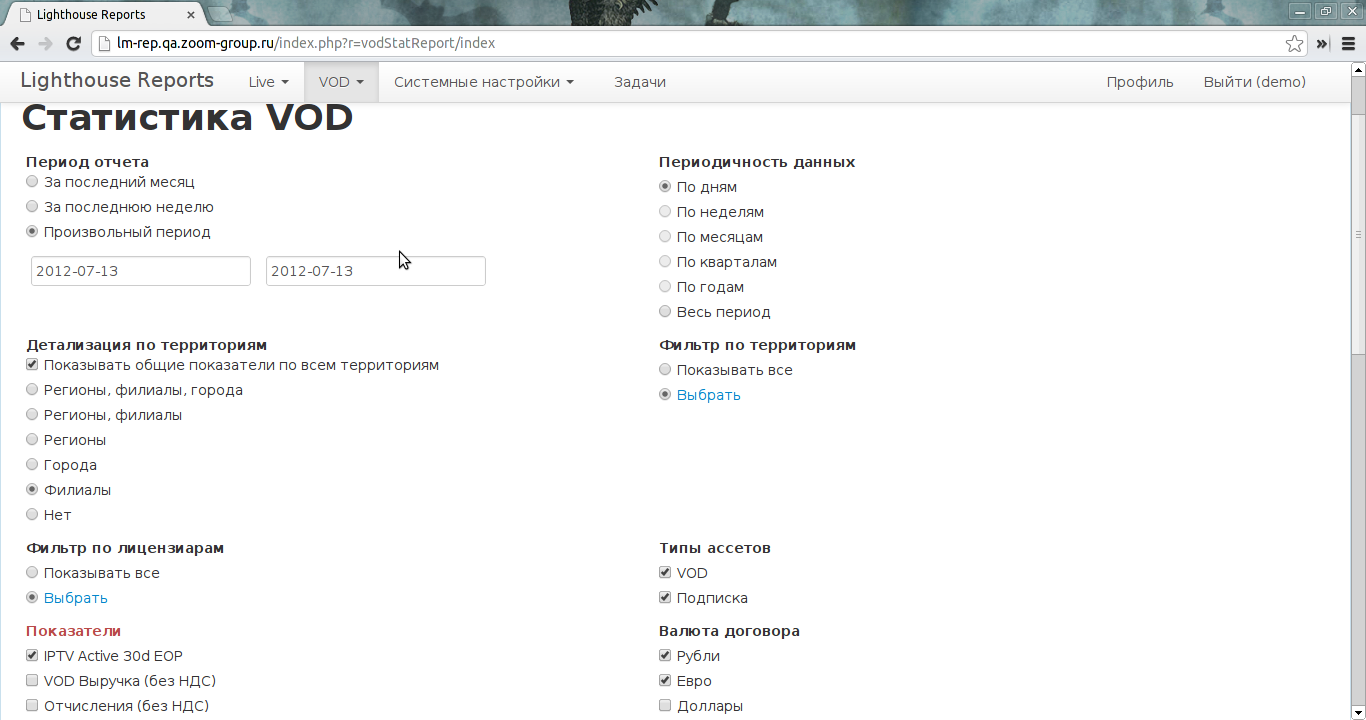 Lighthouse Reports
lm-rep.qa.zoom-group.ru/index.php?r=vodStatReport/index
Lighthouse Reports Live VOD Системные настройки Задачи Профиль Выйти (demo)
Статистика VOD
Период отчета
За последний месяц
За последнюю неделю
Произвольный период
2012-07-13 2012-07-13
Периодичность данных
По дням
По неделям
По месяцам
По кварталам
По годам
Весь период
Детализация по территориям
Показывать общие показатели по всем территориям
Регионы, филиалы, города
Регионы, филиалы
Регионы
Города
Филиалы
Нет
Фильтр по территориям
Показывать все
Выбрать
Фильтр по лицензиарам
Показывать все
Выбрать
Типы ассетов
VOD
Подписка
Показатели
IPTV Active 30d EOP
VOD Выручка (без НДС)
Отчисления (без НДС)
Валюта договора
Рубли
Евро
Доллары